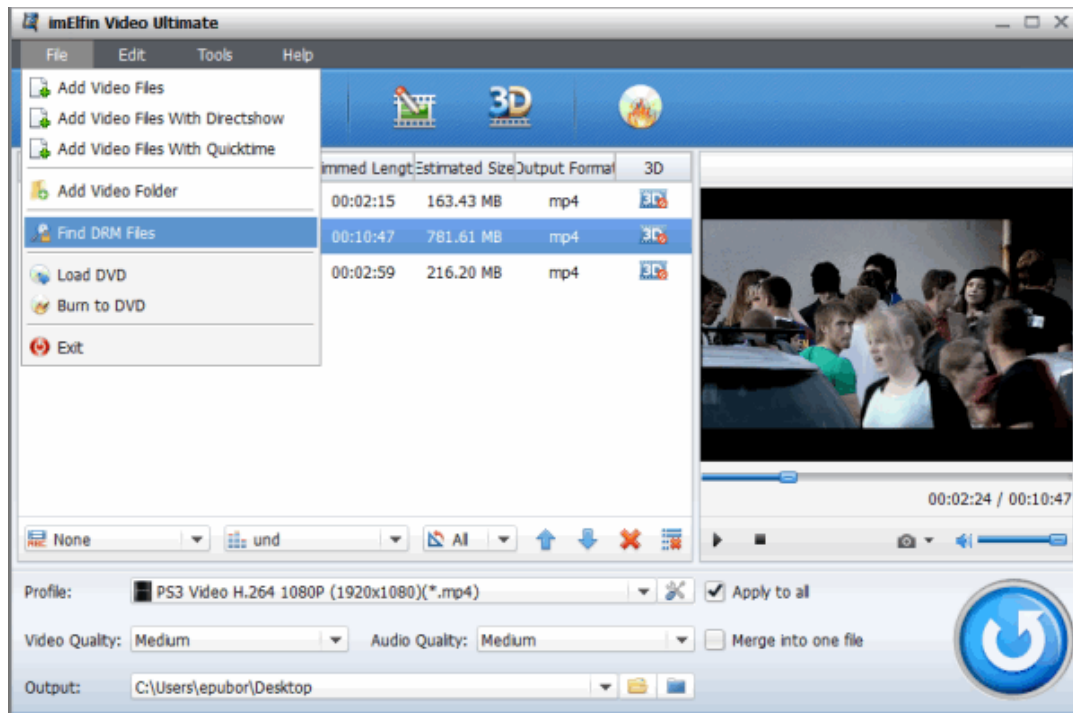 imElfin Video Ultimate
File Edit Tools Help
Add Video Files
Add Video Files With Directshow
Add Video Files With Quicktime
Add Video Folder
Find DRM Files
Load DVD
Burn to DVD
Exit
3D
immed Lengt Estimated Size Output Format 3D
00:02:15 163.43 MB mp4 3D
00:10:47 781.61 MB mp4 3D
00:02:59 216.20 MB mp4 3D
00:02:24 / 00:10:47
REC None und All
Profile: PS3 Video H.264 1080P (1920x1080)(*.mp4) Apply to all
Video Quality: Medium Audio Quality: Medium Merge into one file
Output: C:\Users\epubor\Desktop